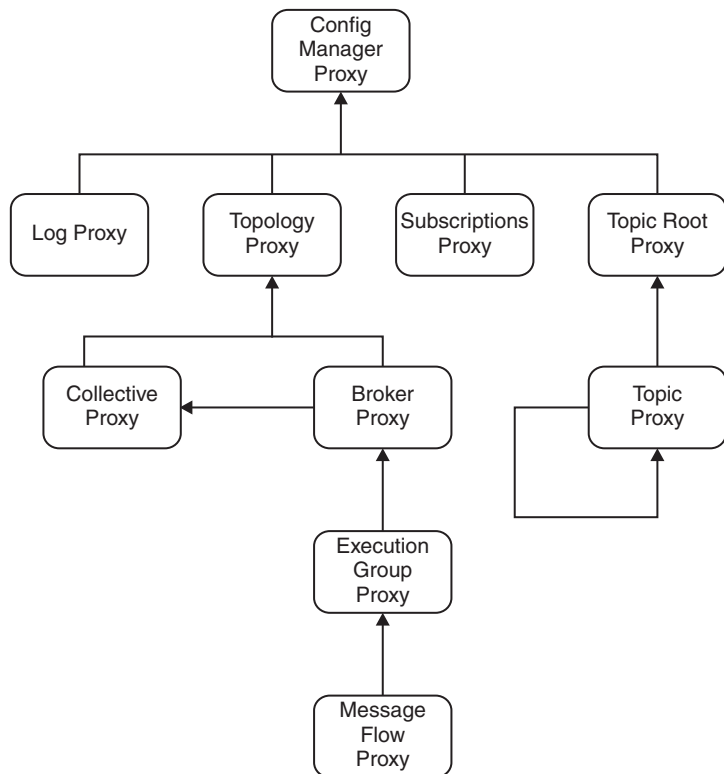 Config
Manager
Proxy
Log Proxy
Topology
Proxy
Subscriptions
Proxy
Topic Root
Proxy
Collective
Proxy
Broker
Proxy
Topic
Proxy
Execution
Group
Proxy
Message
Flow
Proxy